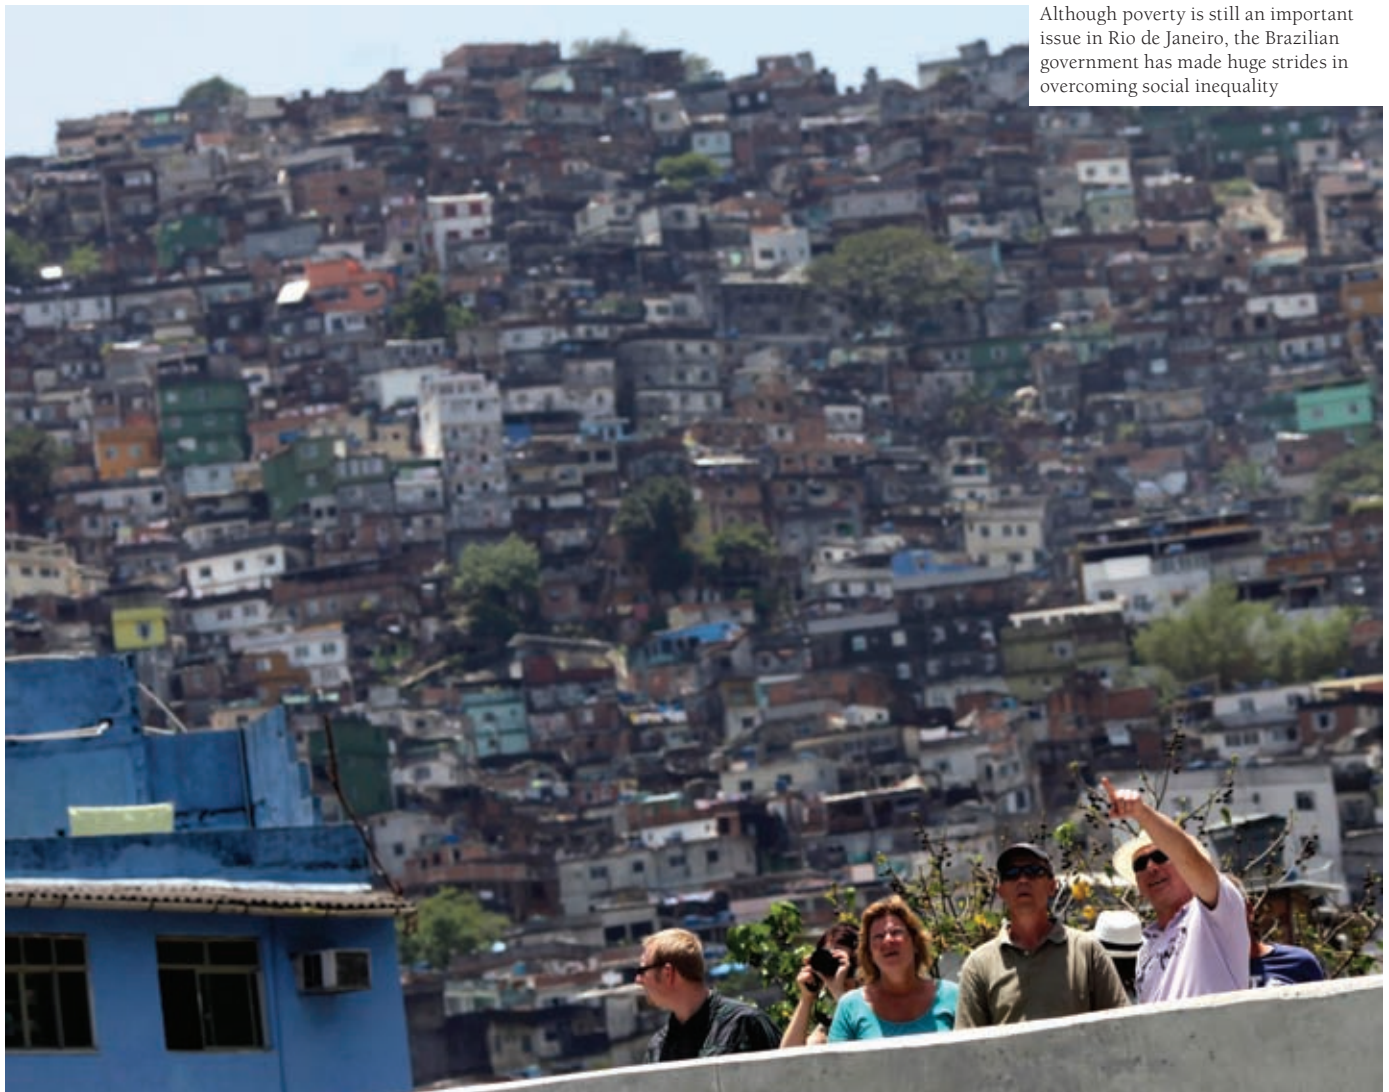 Although poverty is still an important
issue in Rio de Janeiro, the Brazilian
government has made huge strides in
overcoming social inequality